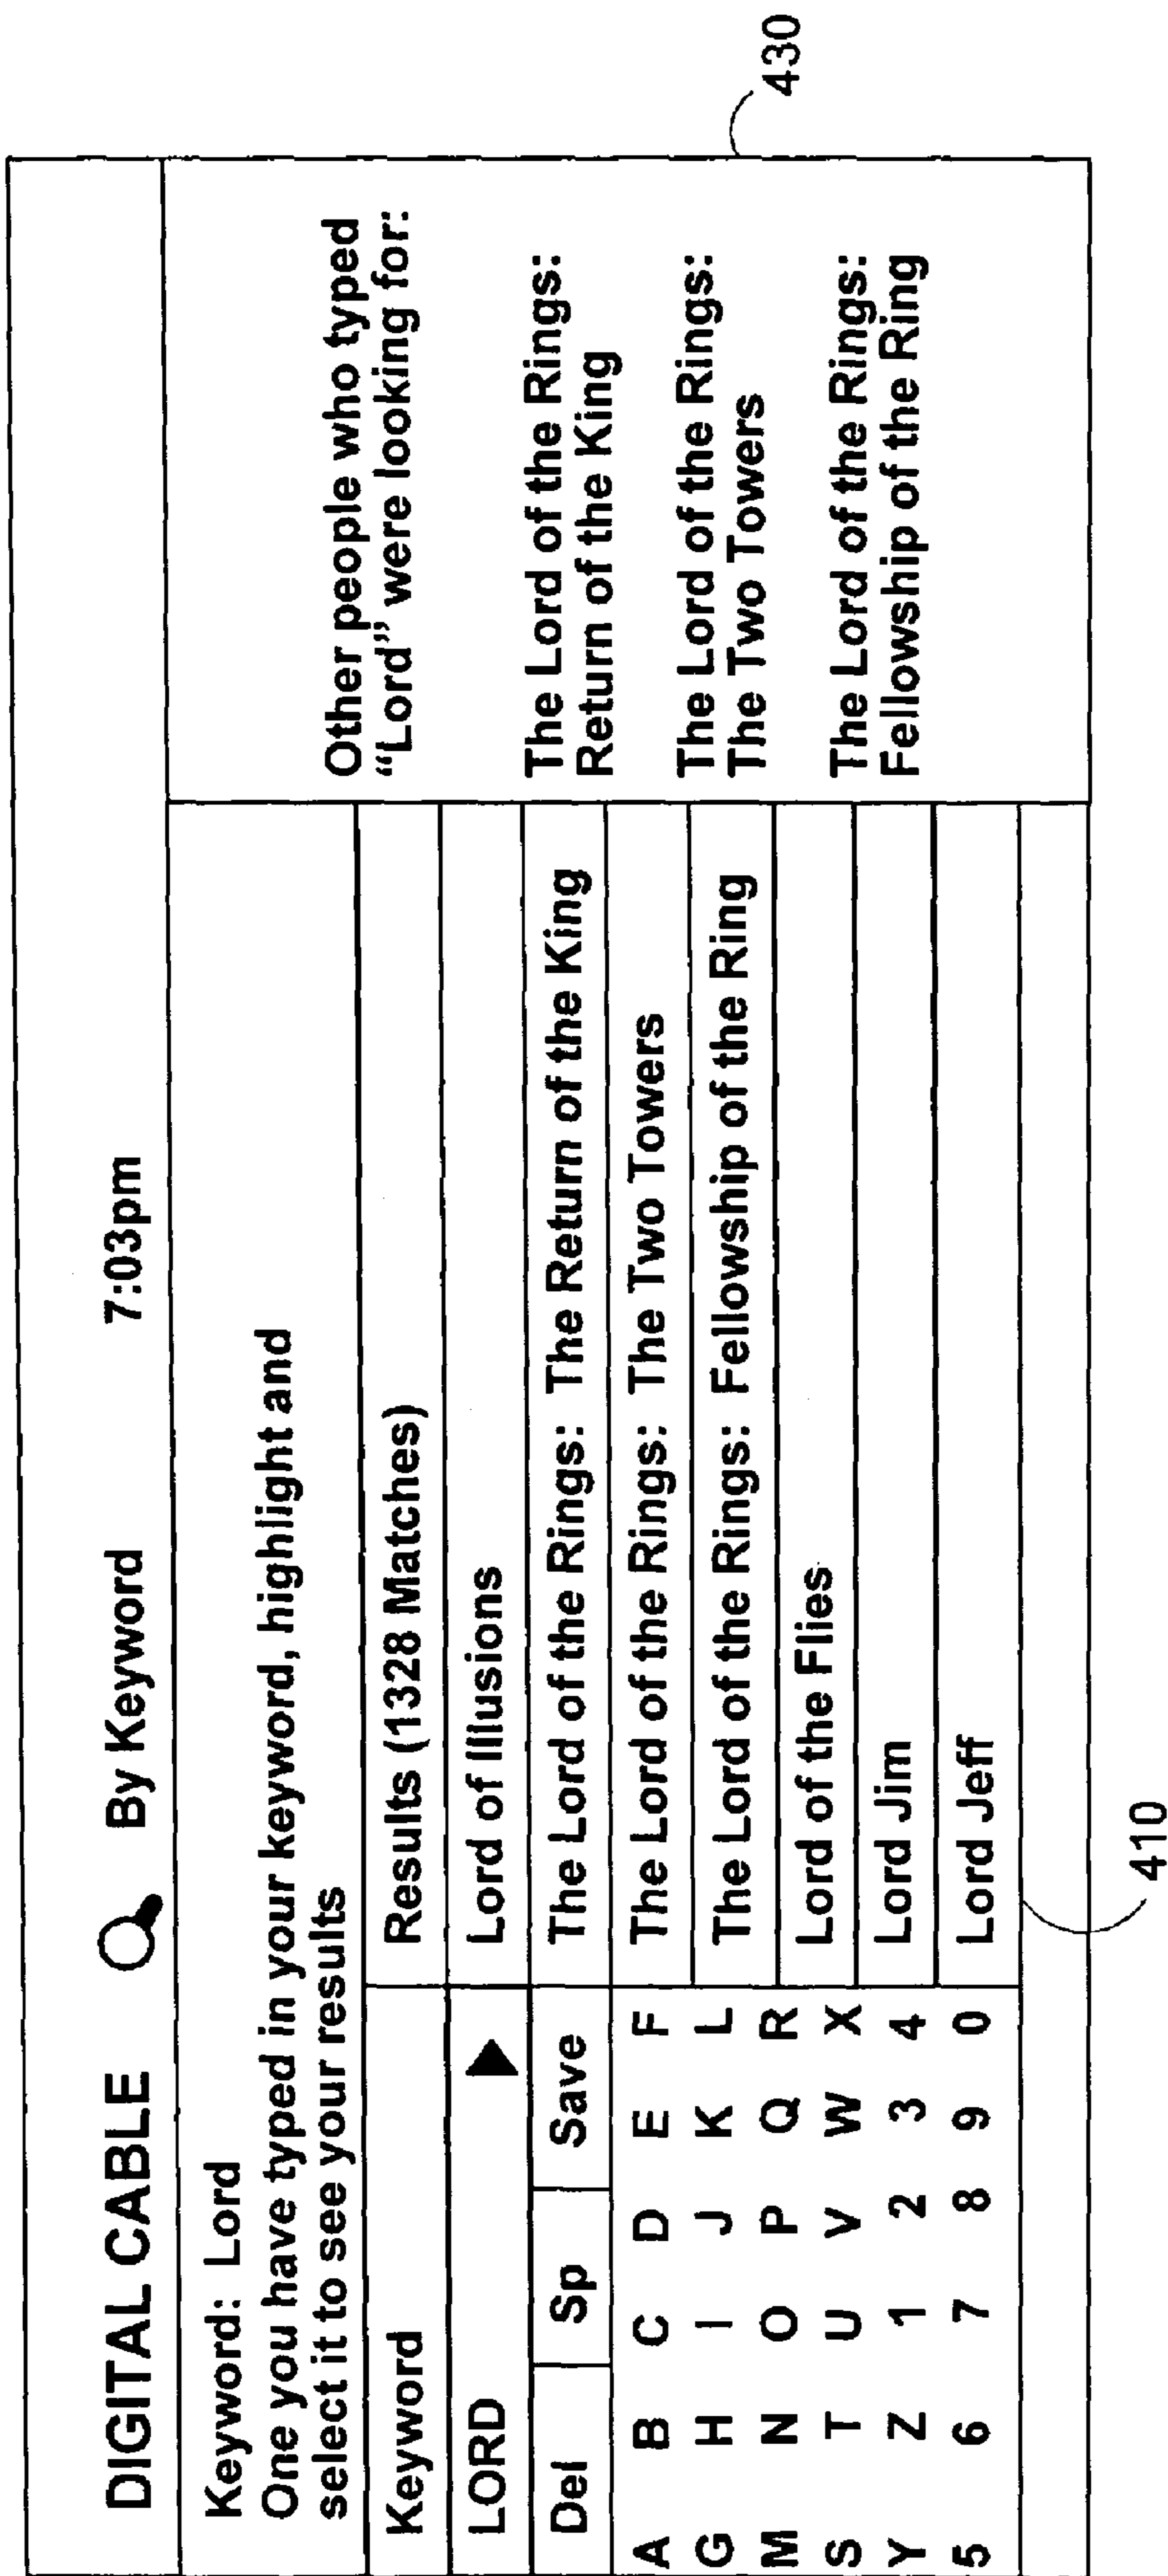 DIGITAL CABLE By Keyword 7:03pm
Keyword: Lord
One you have typed in your keyword, highlight and
select it to see your results
Keyword
LORD
Del Sp Save
A B C D E F
G H I J K L
M N O P Q R
S T U V W X
Y Z 1 2 3 4
5 6 7 8 9 0
Results (1328 Matches)
Lord of Illusions
The Lord of the Rings: The Return of the King
The Lord of the Rings: The Two Towers
The Lord of the Rings: Fellowship of the Ring
Lord of the Flies
Lord Jim
Lord Jeff
410
Other people who typed
“Lord” were looking for:
The Lord of the Rings:
Return of the King
The Lord of the Rings:
The Two Towers
The Lord of the Rings:
Fellowship of the Ring
430